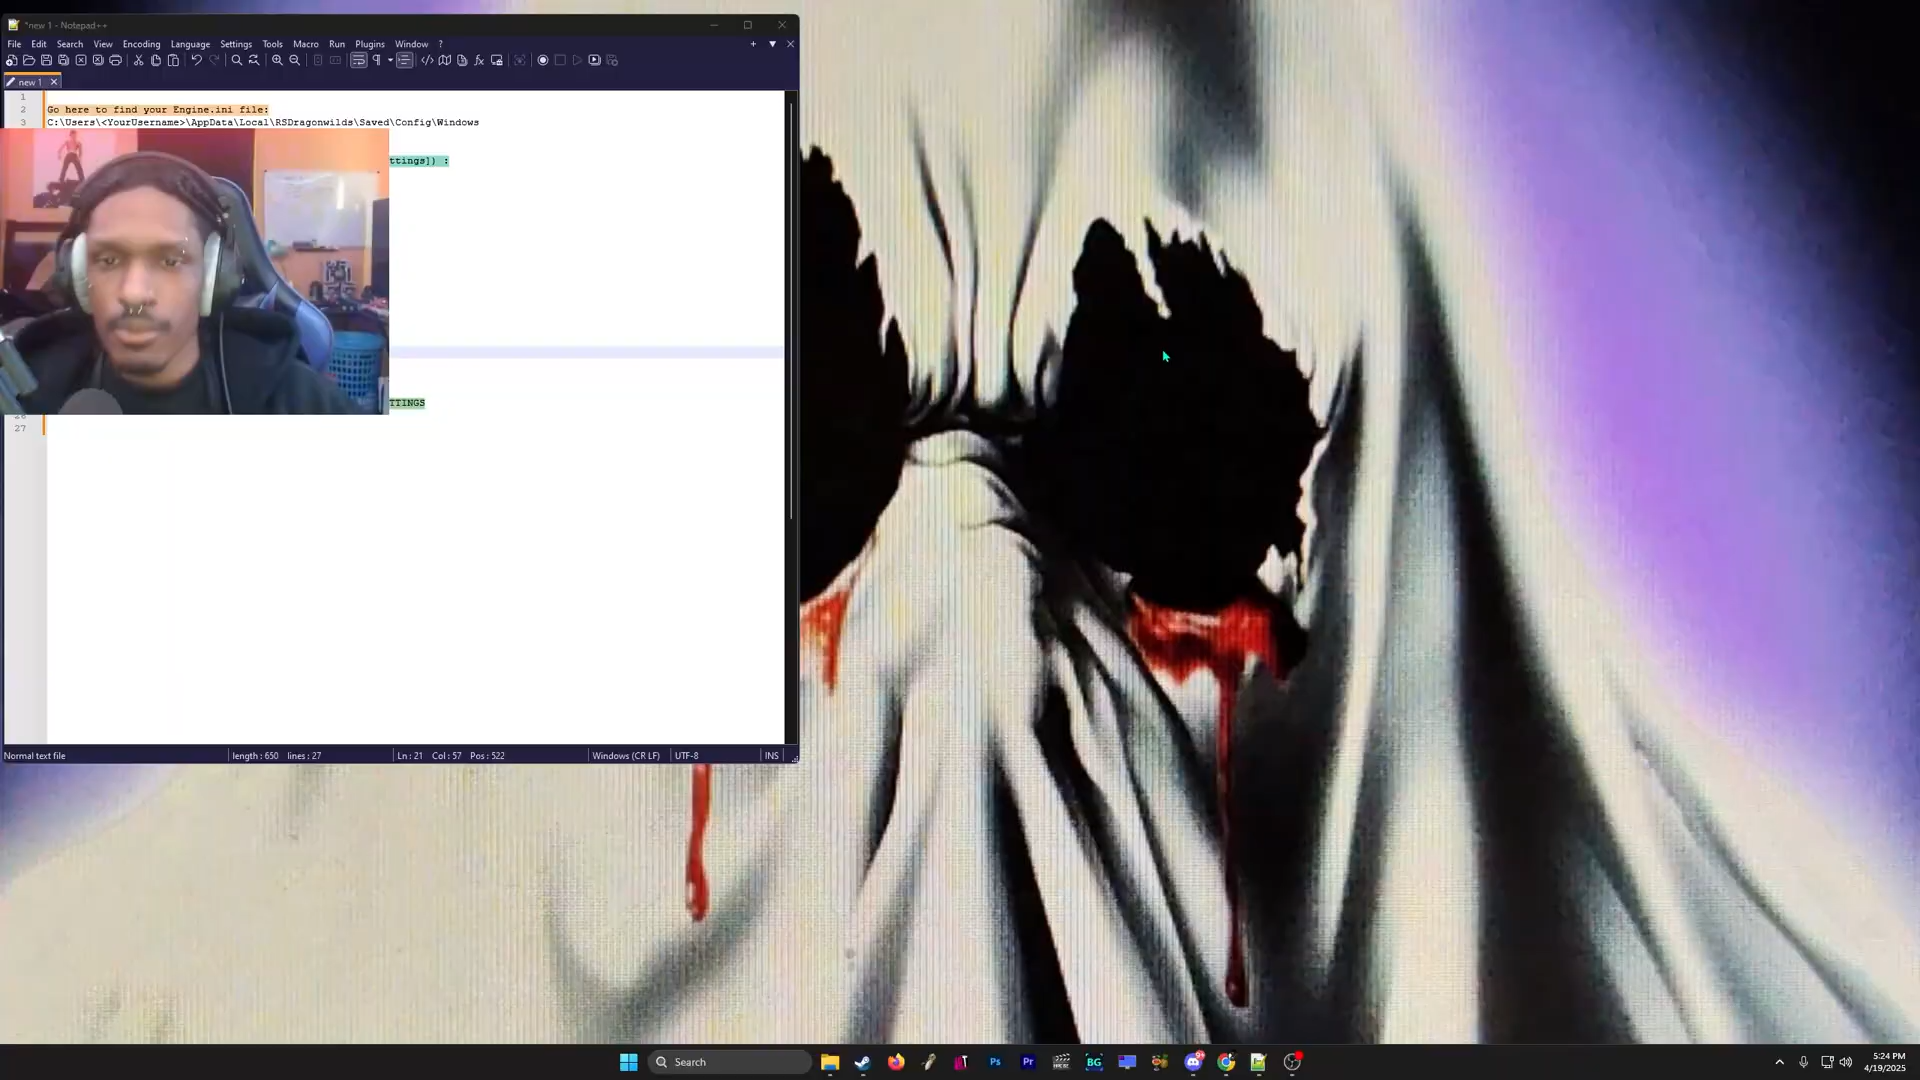 *new 1 - Notepad++
File Edit Search View Encoding Language Settings Tools Macro Run Plugins Window ?
new 1
1
2 Go here to find your Engine.ini file:
3 C:\Users\<YourUsername>\AppData\Local\RSDragonwilds\Saved\Config\Windows
ttings]) :
TTINGS
27
Normal text file length : 650 lines : 27 Ln : 21 Col : 57 Pos : 522 Windows (CR LF) UTF-8 INS
Search
Ps
Pr
BG
5:24 PM
4/19/2025